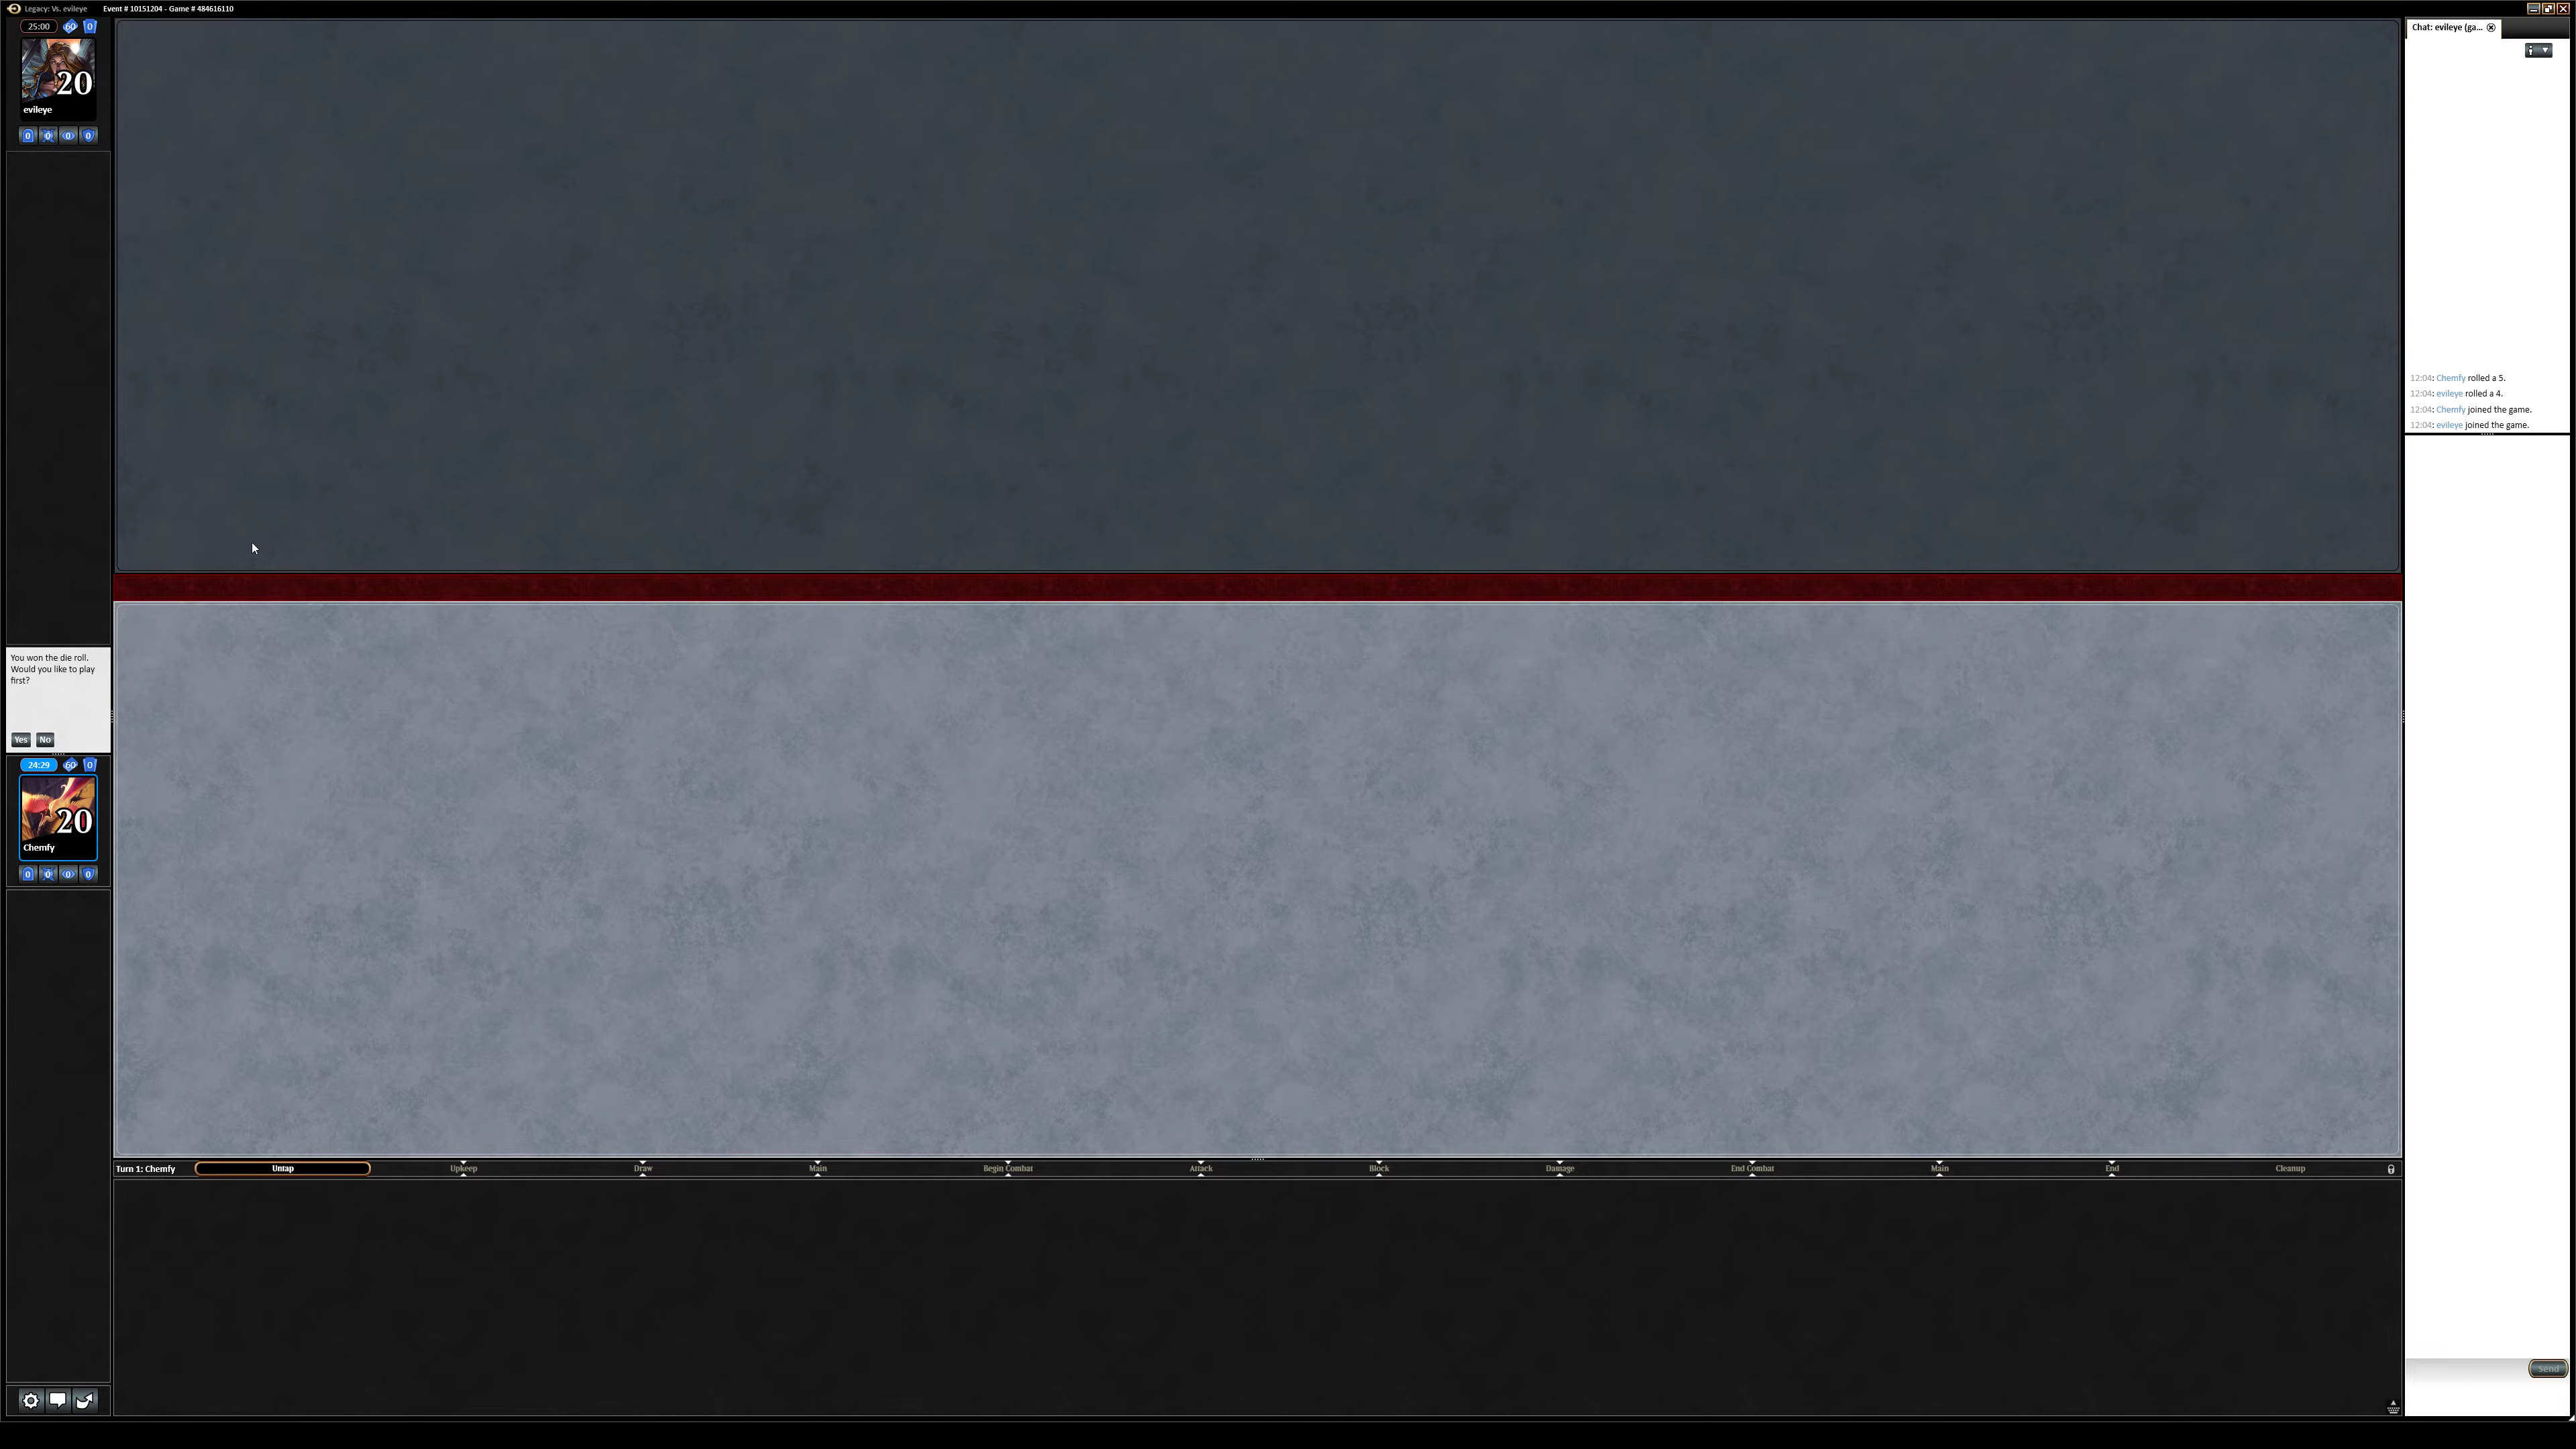 Legacy: Vs. evileye Event # 10151204 - Game # 484616110
25:00 60 0
20
evileye
0 0 0 0
Chat: evileye (ga...
12:04: Chemfy rolled a 5.
12:04: evileye rolled a 4.
12:04: Chemfy joined the game.
12:04: evileye joined the game.
You won the die roll.
Would you like to play
first?
Yes No
24:29 60 0
20
Chemfy
0 0 0 0
Turn 1: Chemfy Untap Upkeep Draw Main Begin Combat Attack Block Damage End Combat Main End Cleanup
Send